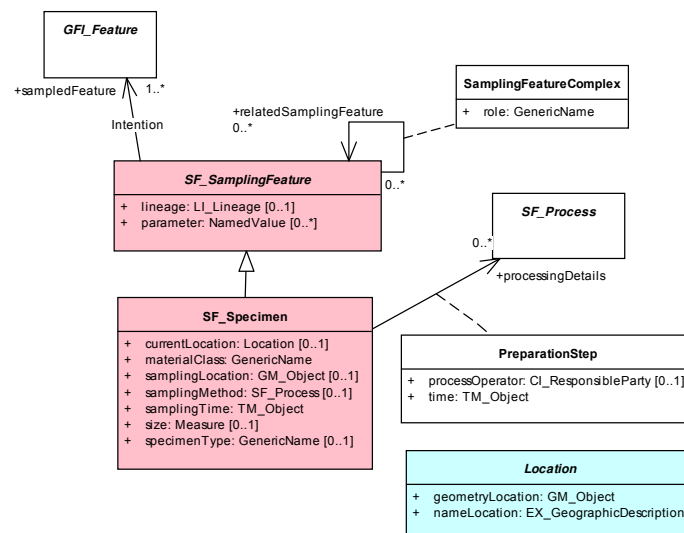 GFI_Feature
+sampledFeature
1..*
Intention
+relatedSamplingFeature
0..*
0..*
SamplingFeatureComplex
+ role: GenericName
SF_SamplingFeature
+ lineage: LI_Lineage [0..1]
+ parameter: NamedValue [0..*]
SF_Process
0..*
+processingDetails
SF_Specimen
+ currentLocation: Location [0..1]
+ materialClass: GenericName
+ samplingLocation: GM_Object [0..1]
+ samplingMethod: SF_Process [0..1]
+ samplingTime: TM_Object
+ size: Measure [0..1]
+ specimenType: GenericName [0..1]
PreparationStep
+ processOperator: CI_ResponsibleParty [0..1]
+ time: TM_Object
Location
+ geometryLocation: GM_Object
+ nameLocation: EX_GeographicDescription